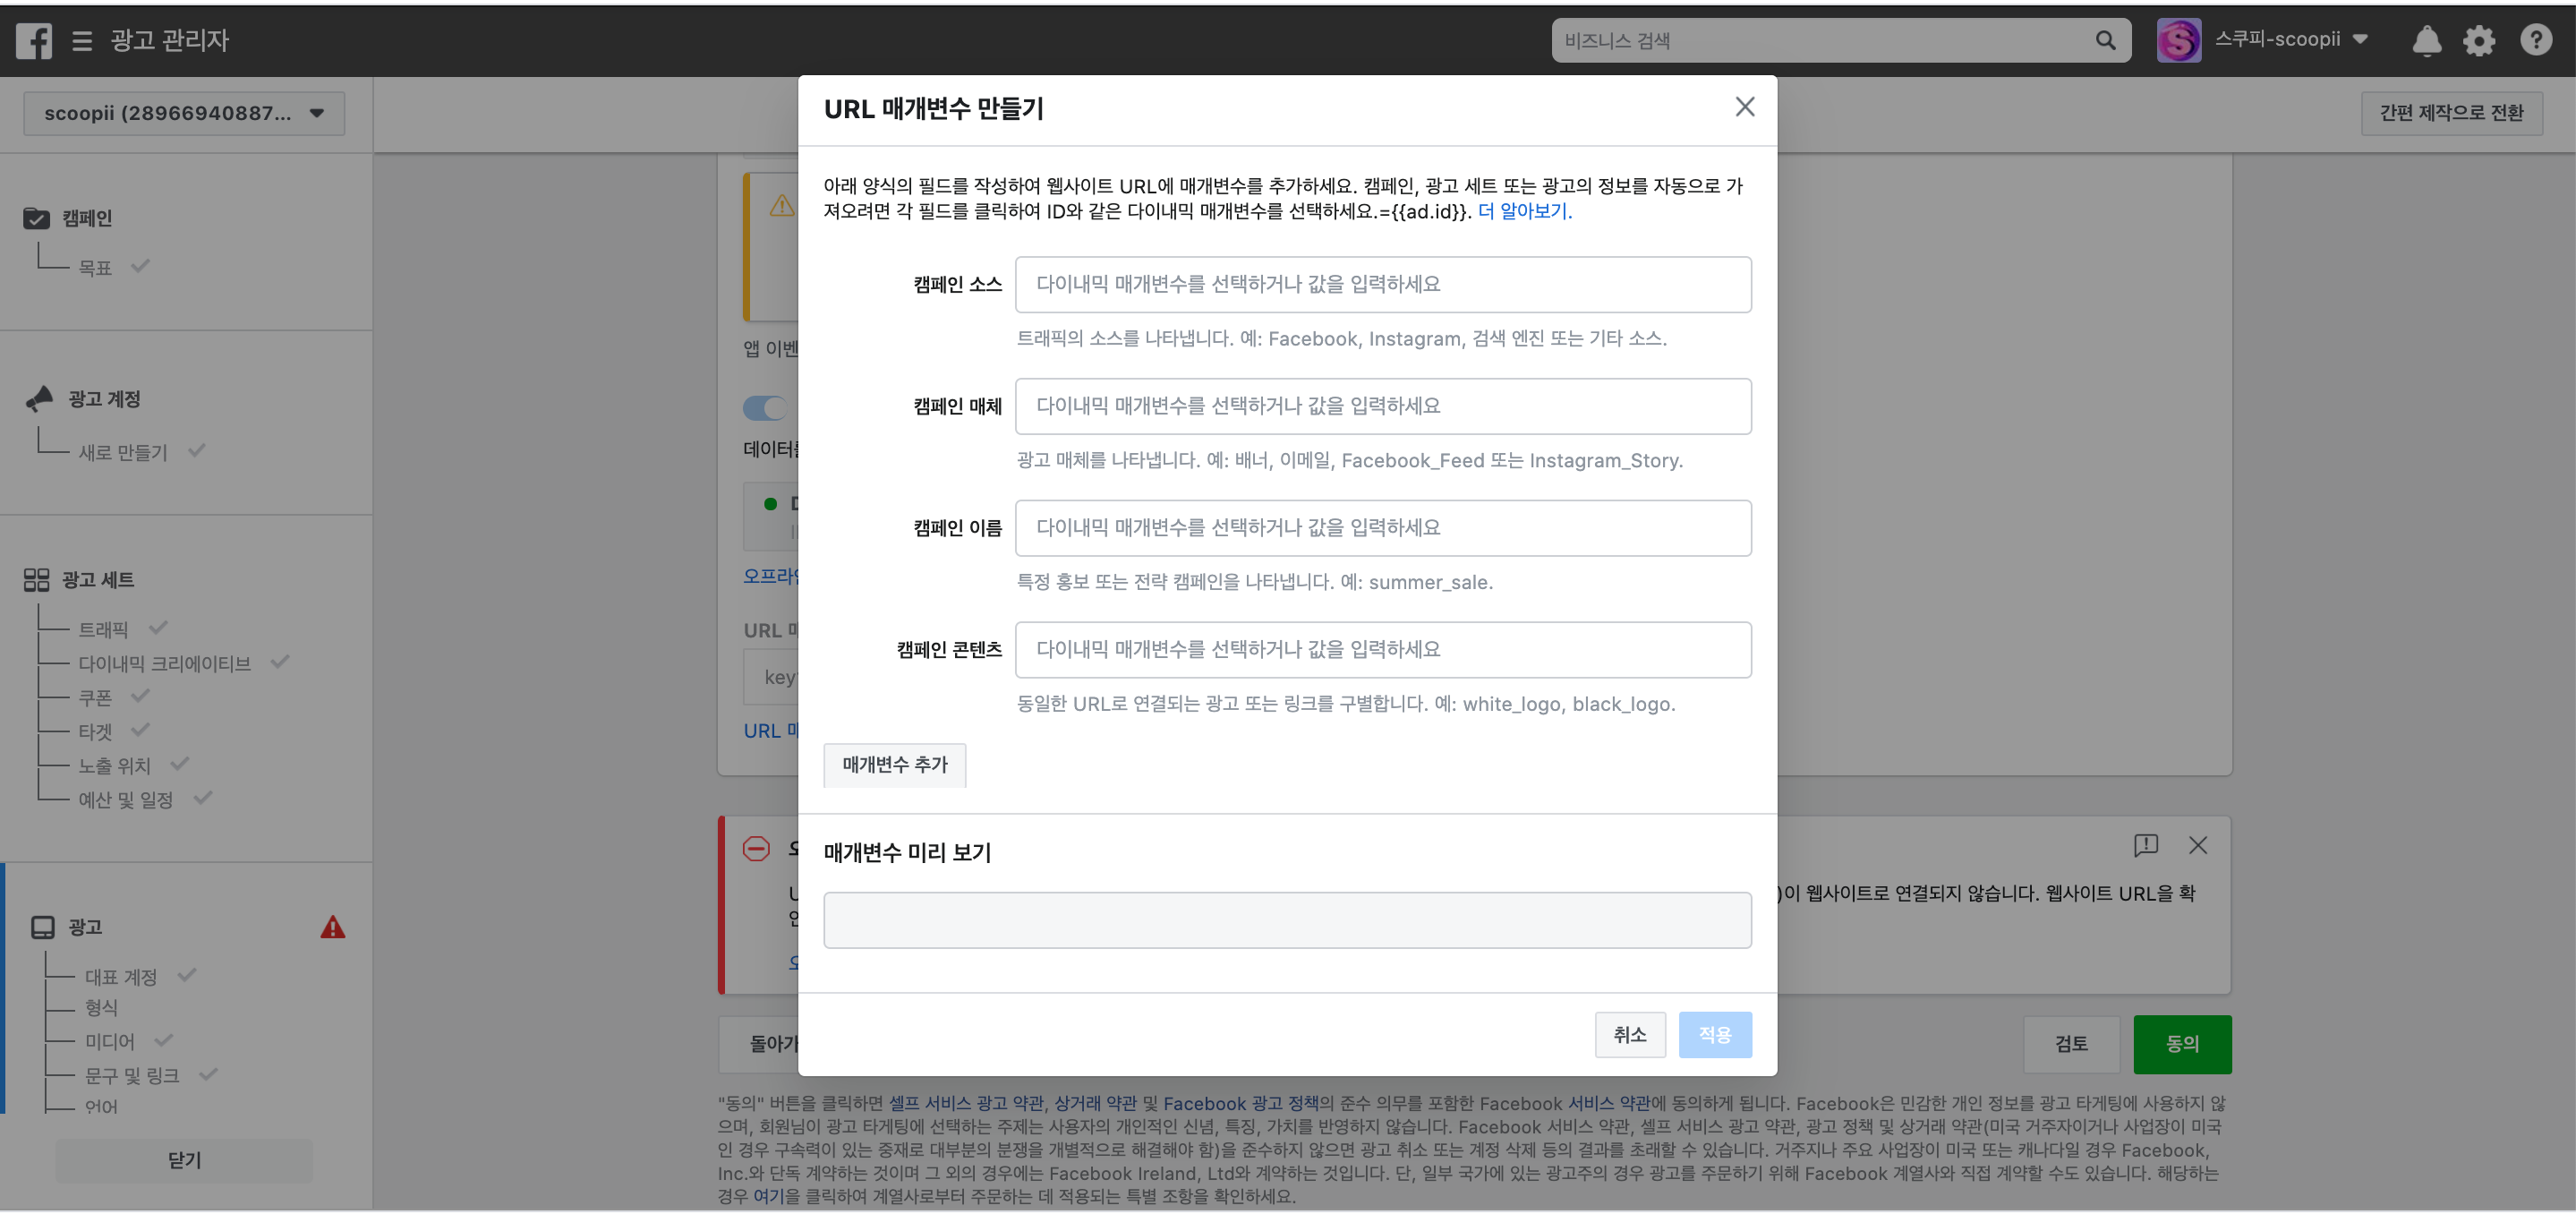 광고 관리자
비즈니스 검색
스쿠피-scoopii
scoopii (28966940887...
간편 제작으로 전환
캠페인
목표
광고 계정
새로 만들기
광고 세트
트래픽
다이내믹 크리에이티브
쿠폰
타겟
노출 위치
예산 및 일정
광고
대표 계정
형식
미디어
문구 및 링크
언어
닫기
앱 이벤
오프라인
URL
key
URL
URL 매개변수 만들기
아래 양식의 필드를 작성하여 웹사이트 URL에 매개변수를 추가하세요. 캠페인, 광고 세트 또는 광고의 정보를 자동으로 가
져오려면 각 필드를 클릭하여 ID와 같은 다이내믹 매개변수를 선택하세요.={{ad.id}}. 더 알아보기.
캠페인 소스
다이내믹 매개변수를 선택하거나 값을 입력하세요
트래픽의 소스를 나타냅니다. 예: Facebook, Instagram, 검색 엔진 또는 기타 소스.
캠페인 매체
다이내믹 매개변수를 선택하거나 값을 입력하세요
광고 매체를 나타냅니다. 예: 배너, 이메일, Facebook_Feed 또는 Instagram_Story.
캠페인 이름
다이내믹 매개변수를 선택하거나 값을 입력하세요
특정 홍보 또는 전략 캠페인을 나타냅니다. 예: summer_sale.
캠페인 콘텐츠
다이내믹 매개변수를 선택하거나 값을 입력하세요
동일한 URL로 연결되는 광고 또는 링크를 구별합니다. 예: white_logo, black_logo.
매개변수 추가
매개변수 미리 보기
취소
적용
)이 웹사이트로 연결되지 않습니다. 웹사이트 URL을 확
돌아가
검토
동의
"동의" 버튼을 클릭하면 셀프 서비스 광고 약관, 상거래 약관 및 Facebook 광고 정책의 준수 의무를 포함한 Facebook 서비스 약관에 동의하게 됩니다. Facebook은 민감한 개인 정보를 광고 타게팅에 사용하지 않
으며, 회원님이 광고 타게팅에 선택하는 주제는 사용자의 개인적인 신념, 특징, 가치를 반영하지 않습니다. Facebook 서비스 약관, 셀프 서비스 광고 약관, 광고 정책 및 상거래 약관(미국 거주자이거나 사업장이 미국
인 경우 구속력이 있는 중재로 대부분의 분쟁을 개별적으로 해결해야 함)을 준수하지 않으면 광고 취소 또는 계정 삭제 등의 결과를 초래할 수 있습니다. 거주지나 주요 사업장이 미국 또는 캐나다일 경우 Facebook,
Inc.와 단독 계약하는 것이며 그 외의 경우에는 Facebook Ireland, Ltd와 계약하는 것입니다. 단, 일부 국가에 있는 광고주의 경우 광고를 주문하기 위해 Facebook 계열사와 직접 계약할 수도 있습니다. 해당하는
경우 여기을 클릭하여 계열사로부터 주문하는 데 적용되는 특별 조항을 확인하세요.